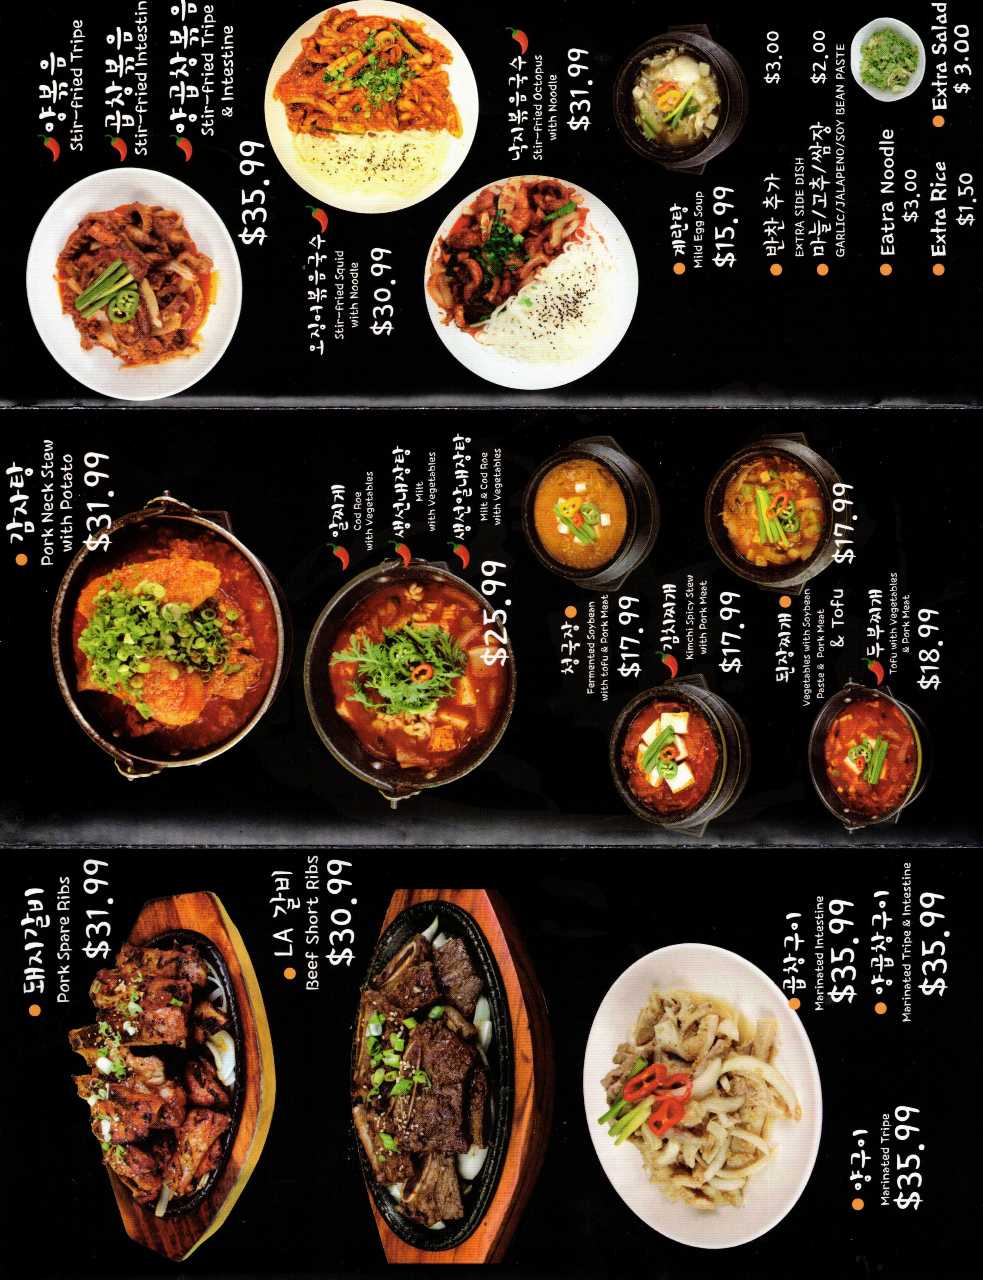 돼지갈비
Pork Spare Ribs
$31.99
LA 갈비
Beef Short Ribs
$30.99
곱창구이
Marinated Intestine
$35.99
양곱창구이
Marinated Tripe & Intestine
$35.99
양구이
Marinated Tripe
$35.99
감자탕
Pork Neck Stew
with Potato
$31.99
알찌게
Cod Roe
with Vegetables
생선내장탕
Milt
with Vegetables
생선알내장탕
Milt & Cod Roe
with Vegetables
$25.99
청국장
Fermented Soybean
with tofu & Pork Meat
$17.99
김치찌개
Kimchi Spicy Stew
with Pork Meat
$17.99
된장찌개
Vegetables with Soybean
Paste & Pork Meat
& Tofu
$17.99
두부찌개
Tofu with Vegetables
& Pork Meat
$18.99
양볶음
Stir-fried Tripe
곱창볶음
Stir-fried Intestin
양곱창볶음
Stir-fried Tripe
& Intestine
$35.99
오징어볶음국수
Stir-fried Squid
with Noodle
$30.99
낙지볶음국수
Stir-fried Octopus
with Noodle
$31.99
계란탕
Mild Egg Soup
$15.99
반찬 추가 $3.00
EXTRA SIDE DISH
마늘/고추/쌈장 $2.00
GARLIC/JALAPENO/SOY BEAN PASTE
Eatra Noodle
$3,00
Extra Rice
$1.50
Extra Salad
$ 3.00